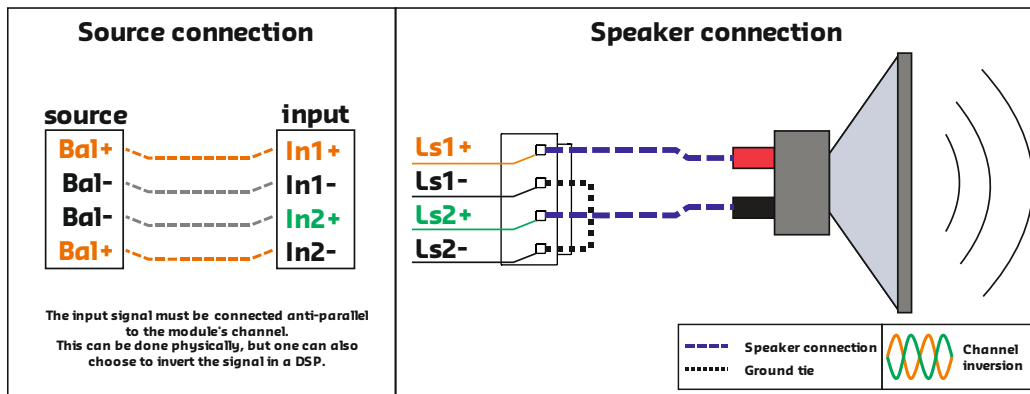 Source connection
source
input
Bal+
In1+
Bal-
In1-
Bal-
In2+
Bal+
In2-
The input signal must be connected anti-parallel
to the module's channel.
This can be done physically, but one can also
choose to invert the signal in a DSP.
Speaker connection
Ls1+
Ls1-
Ls2+
Ls2-
Speaker connection
Ground tie
Channel
inversion